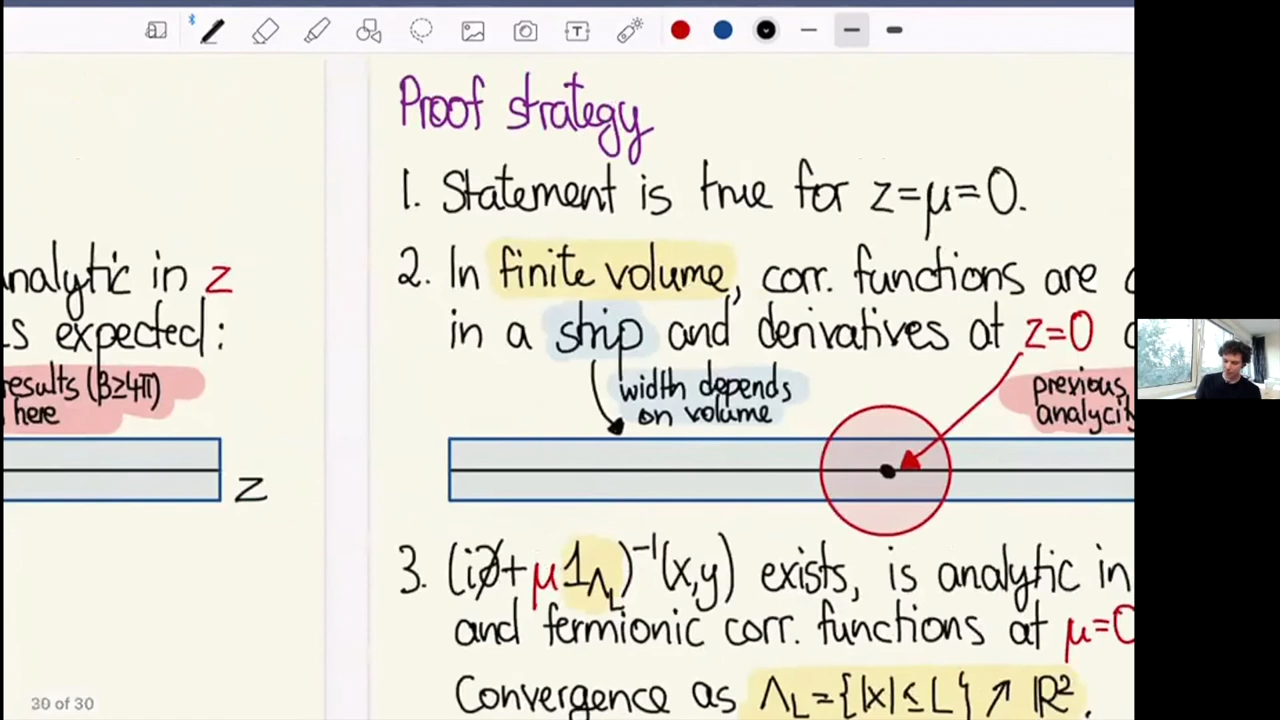 nalytic in z
s expected:
results (β≥4π)
here
z
30 of 30
Proof strategy
1. Statement is true for z=μ=0.
2. In finite volume, corr. functions are
in a strip and derivatives at z=0
width depends
on volume
previous
analycit
3. (i∂̸+μ1_{Λ_L})⁻¹(x,y) exists, is analytic in
and fermionic corr. functions at μ=0
Convergence as Λ_L={|x|≤L}↗ℝ².